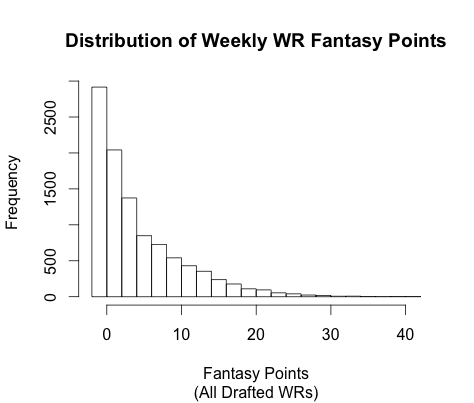 Distribution of Weekly WR Fantasy Points
Frequency
2500
1500
500
0
0 10 20 30 40
Fantasy Points
(All Drafted WRs)